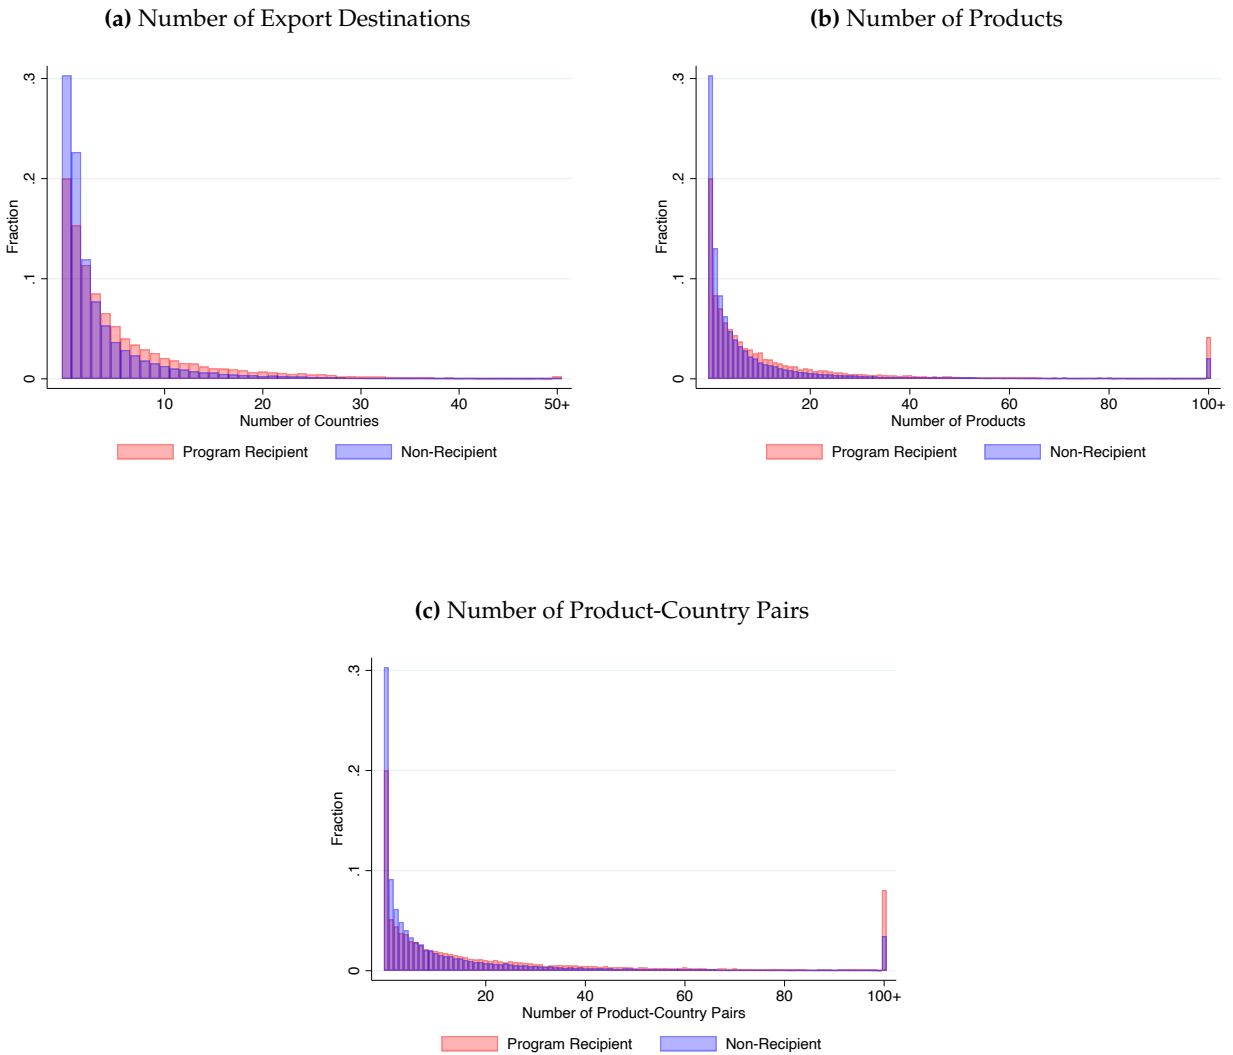 (a) Number of Export Destinations
.3
.2
.1
0
Fraction
10 20 30 40 50+
Number of Countries
Program Recipient Non-Recipient
(b) Number of Products
.3
.2
.1
0
Fraction
20 40 60 80 100+
Number of Products
Program Recipient Non-Recipient
(c) Number of Product-Country Pairs
.3
.2
.1
0
Fraction
20 40 60 80 100+
Number of Product-Country Pairs
Program Recipient Non-Recipient